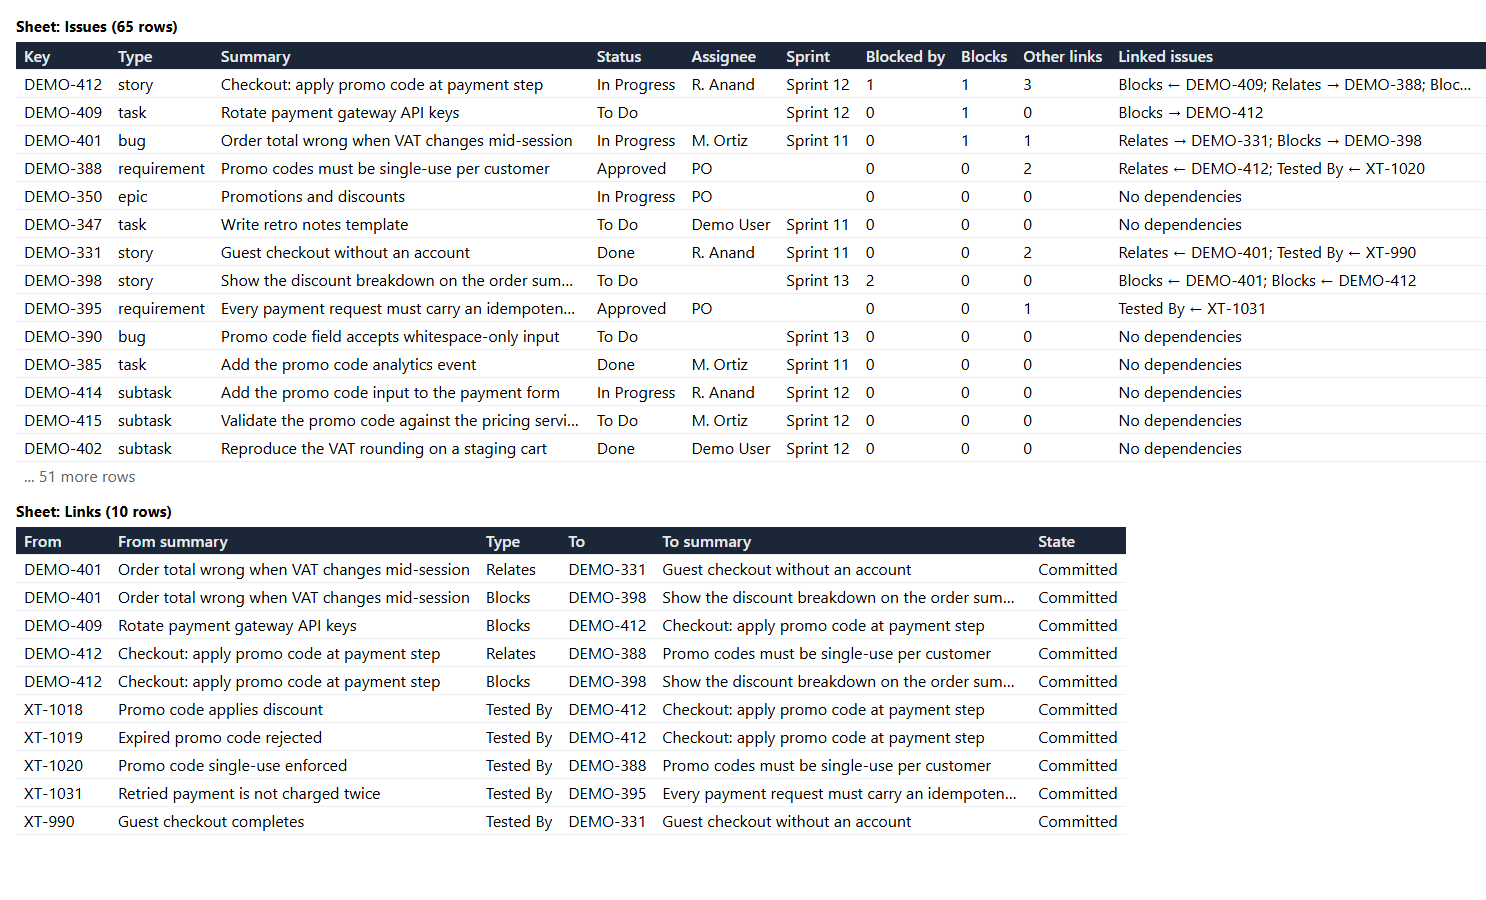 Sheet: Issues (65 rows)
Key Type Summary Status Assignee Sprint Blocked by Blocks Other links Linked issues
DEMO-412 story Checkout: apply promo code at payment step In Progress R. Anand Sprint 12 1 1 3 Blocks ← DEMO-409; Relates → DEMO-388; Bloc...
DEMO-409 task Rotate payment gateway API keys To Do Sprint 12 0 1 0 Blocks → DEMO-412
DEMO-401 bug Order total wrong when VAT changes mid-session In Progress M. Ortiz Sprint 11 0 1 1 Relates → DEMO-331; Blocks → DEMO-398
DEMO-388 requirement Promo codes must be single-use per customer Approved PO 0 0 2 Relates ← DEMO-412; Tested By ← XT-1020
DEMO-350 epic Promotions and discounts In Progress PO 0 0 0 No dependencies
DEMO-347 task Write retro notes template To Do Demo User Sprint 11 0 0 0 No dependencies
DEMO-331 story Guest checkout without an account Done R. Anand Sprint 11 0 0 2 Relates ← DEMO-401; Tested By ← XT-990
DEMO-398 story Show the discount breakdown on the order sum... To Do Sprint 13 2 0 0 Blocks ← DEMO-401; Blocks ← DEMO-412
DEMO-395 requirement Every payment request must carry an idempoten... Approved PO 0 0 1 Tested By ← XT-1031
DEMO-390 bug Promo code field accepts whitespace-only input To Do Sprint 13 0 0 0 No dependencies
DEMO-385 task Add the promo code analytics event Done M. Ortiz Sprint 11 0 0 0 No dependencies
DEMO-414 subtask Add the promo code input to the payment form In Progress R. Anand Sprint 12 0 0 0 No dependencies
DEMO-415 subtask Validate the promo code against the pricing servi... To Do M. Ortiz Sprint 12 0 0 0 No dependencies
DEMO-402 subtask Reproduce the VAT rounding on a staging cart Done Demo User Sprint 12 0 0 0 No dependencies
... 51 more rows
Sheet: Links (10 rows)
From From summary Type To To summary State
DEMO-401 Order total wrong when VAT changes mid-session Relates DEMO-331 Guest checkout without an account Committed
DEMO-401 Order total wrong when VAT changes mid-session Blocks DEMO-398 Show the discount breakdown on the order sum... Committed
DEMO-409 Rotate payment gateway API keys Blocks DEMO-412 Checkout: apply promo code at payment step Committed
DEMO-412 Checkout: apply promo code at payment step Relates DEMO-388 Promo codes must be single-use per customer Committed
DEMO-412 Checkout: apply promo code at payment step Blocks DEMO-398 Show the discount breakdown on the order sum... Committed
XT-1018 Promo code applies discount Tested By DEMO-412 Checkout: apply promo code at payment step Committed
XT-1019 Expired promo code rejected Tested By DEMO-412 Checkout: apply promo code at payment step Committed
XT-1020 Promo code single-use enforced Tested By DEMO-388 Promo codes must be single-use per customer Committed
XT-1031 Retried payment is not charged twice Tested By DEMO-395 Every payment request must carry an idempoten... Committed
XT-990 Guest checkout completes Tested By DEMO-331 Guest checkout without an account Committed